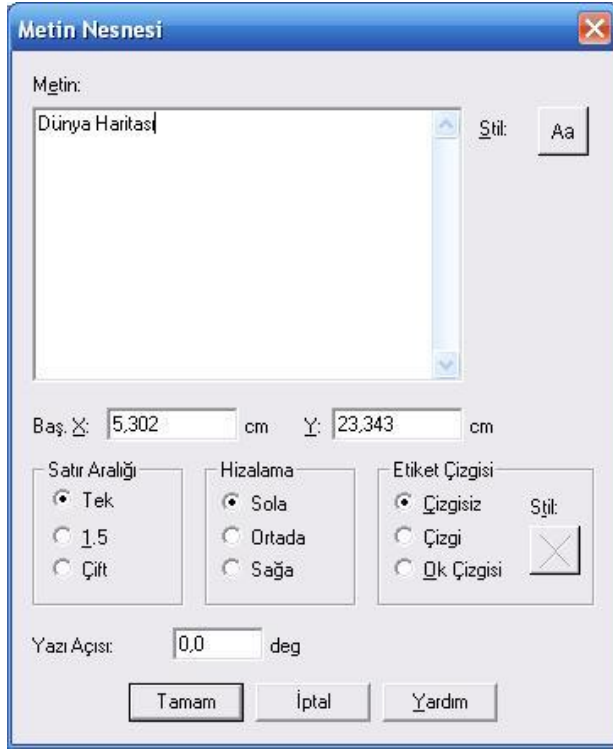 Metin Nesnesi
Metin:
Dünya Haritası
Stil:
Aa
Baş. X: 5,302 cm Y: 23,343 cm
Satır Aralığı Hizalama Etiket Çizgisi
Tek Sola Çizgisiz Stil:
1.5 Ortada Çizgi
Çift Sağa Ok Çizgisi
Yazı Açısı: 0,0 deg
Tamam İptal Yardım